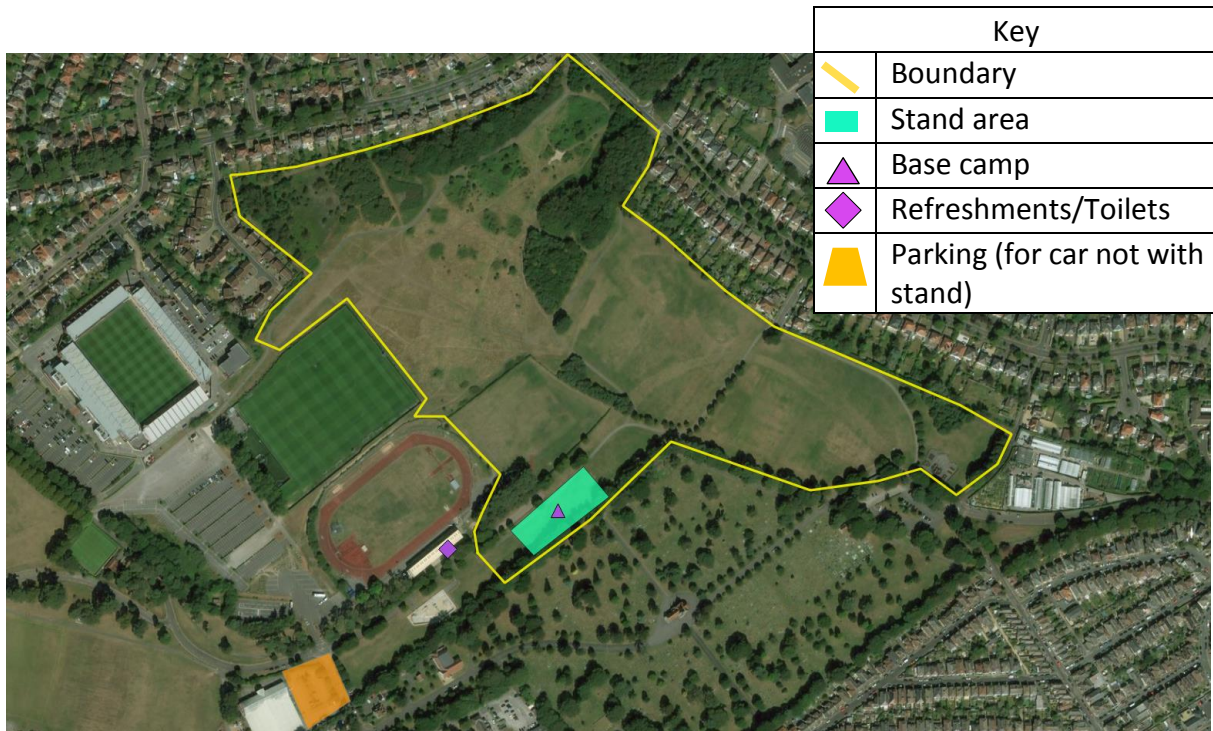 Key
Boundary
Stand area
Base camp
Refreshments/Toilets
Parking (for car not with
stand)